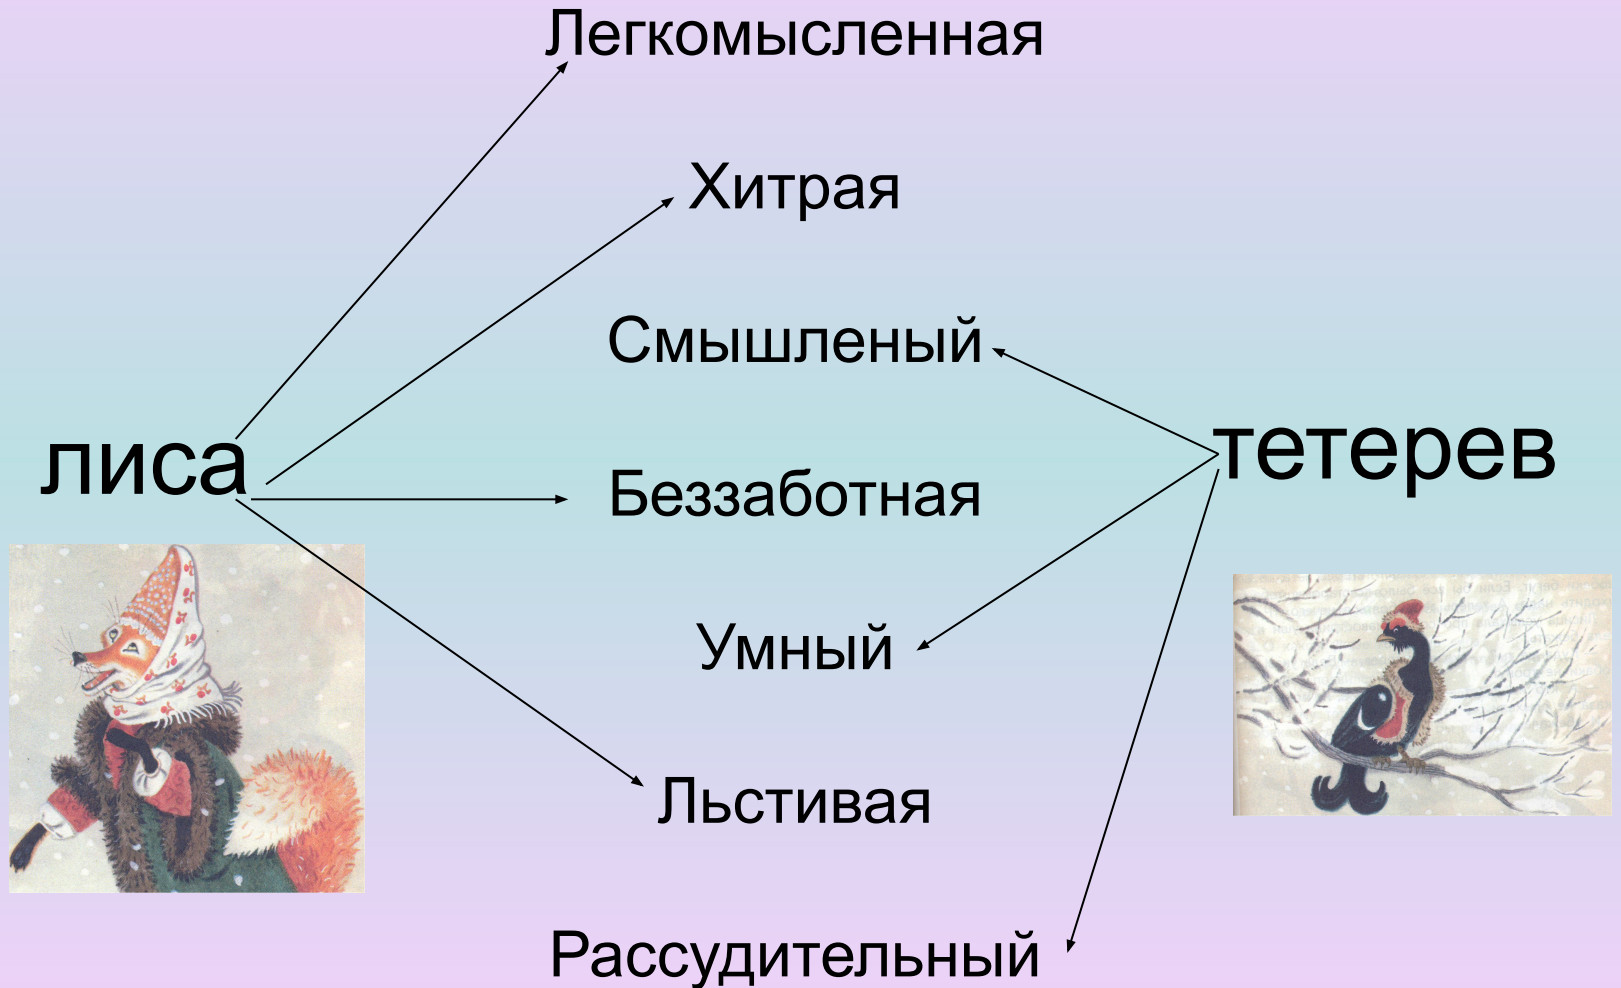 Легкомысленная
Хитрая
Смышленый
лиса
тетерев
Беззаботная
Умный
Льстивая
Рассудительный